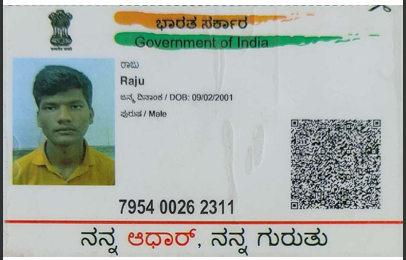 ಭಾರತ ಸರ್ಕಾರ
Government of India
ರಾಜು
Raju
ಜನ್ಮ ದಿನಾಂಕ / DOB: 09/02/2001
ಪುರುಷ / Male
7954 0026 2311
ನನ್ನ ಆಧಾರ್, ನನ್ನ ಗುರುತು